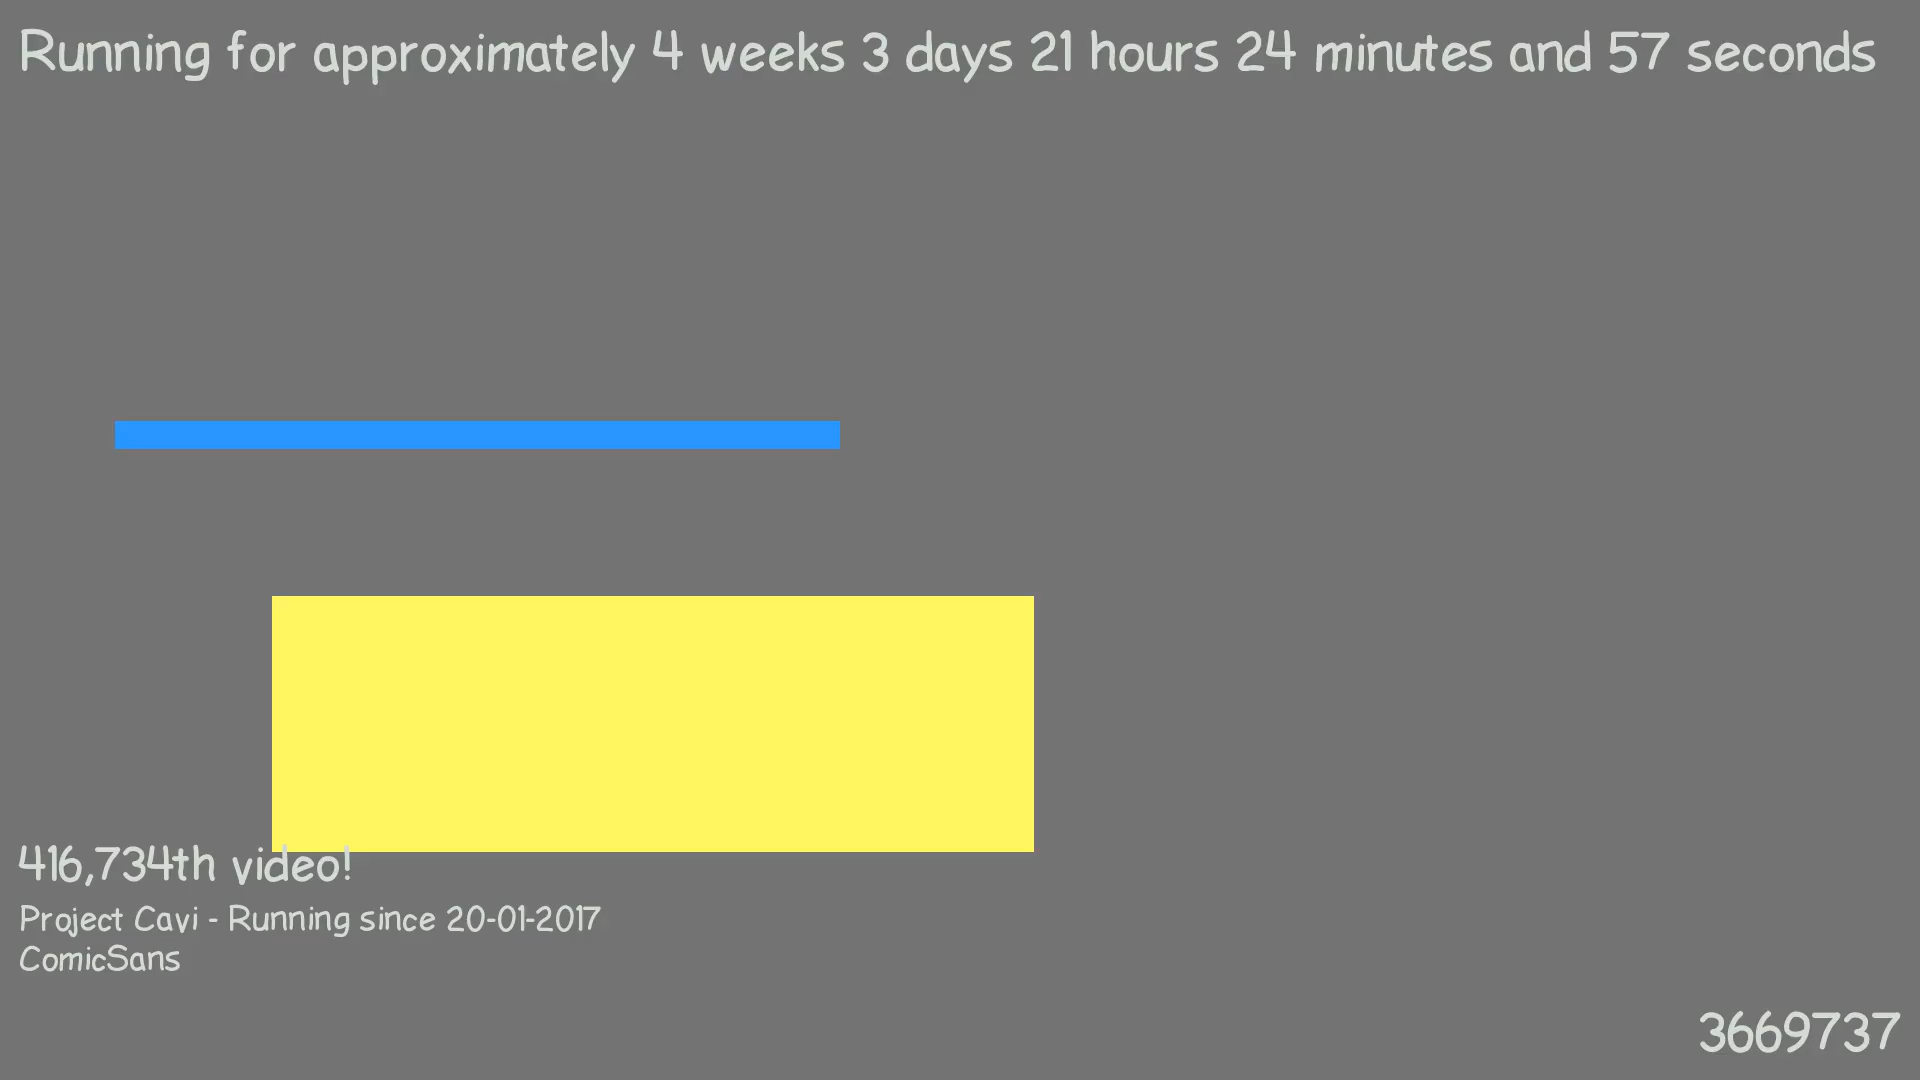 Running for approximately 4 weeks 3 days 21 hours 24 minutes and 57 seconds
416,734th video!
Project Cavi - Running since 20-01-2017
ComicSans
3669737